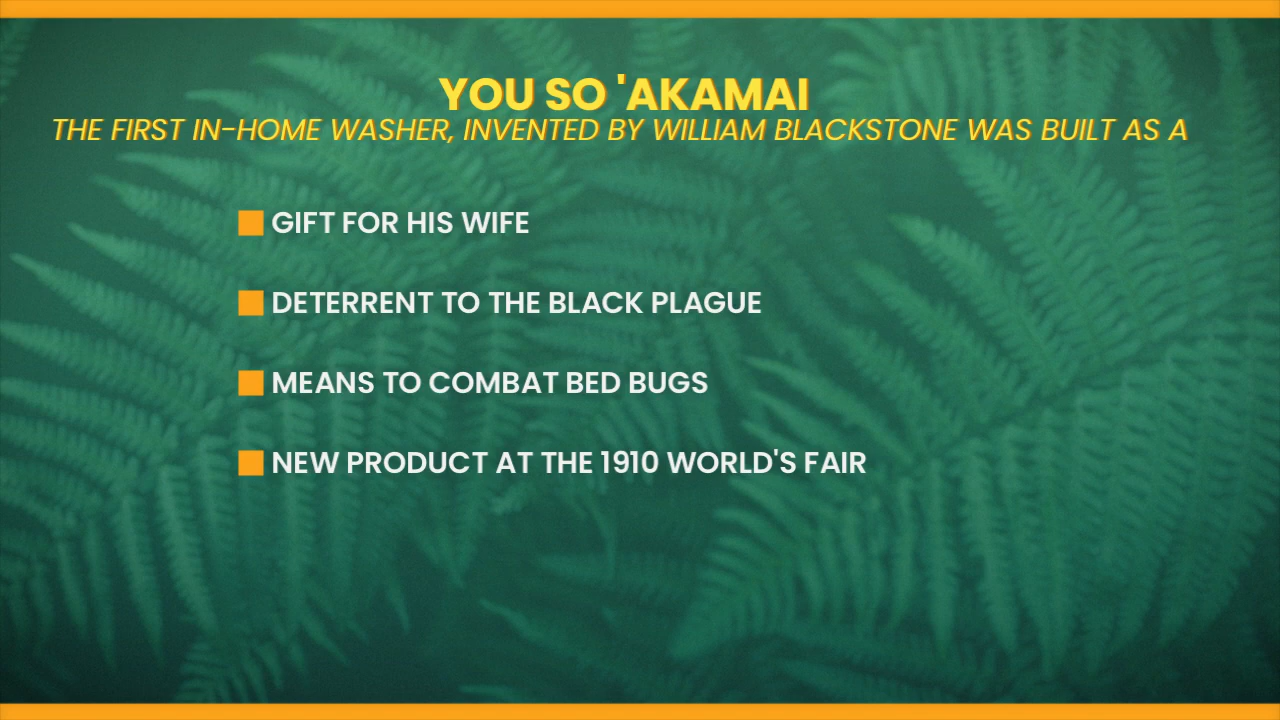 YOU SO 'AKAMAI
THE FIRST IN-HOME WASHER, INVENTED BY WILLIAM BLACKSTONE WAS BUILT AS A
GIFT FOR HIS WIFE
DETERRENT TO THE BLACK PLAGUE
MEANS TO COMBAT BED BUGS
NEW PRODUCT AT THE 1910 WORLD'S FAIR